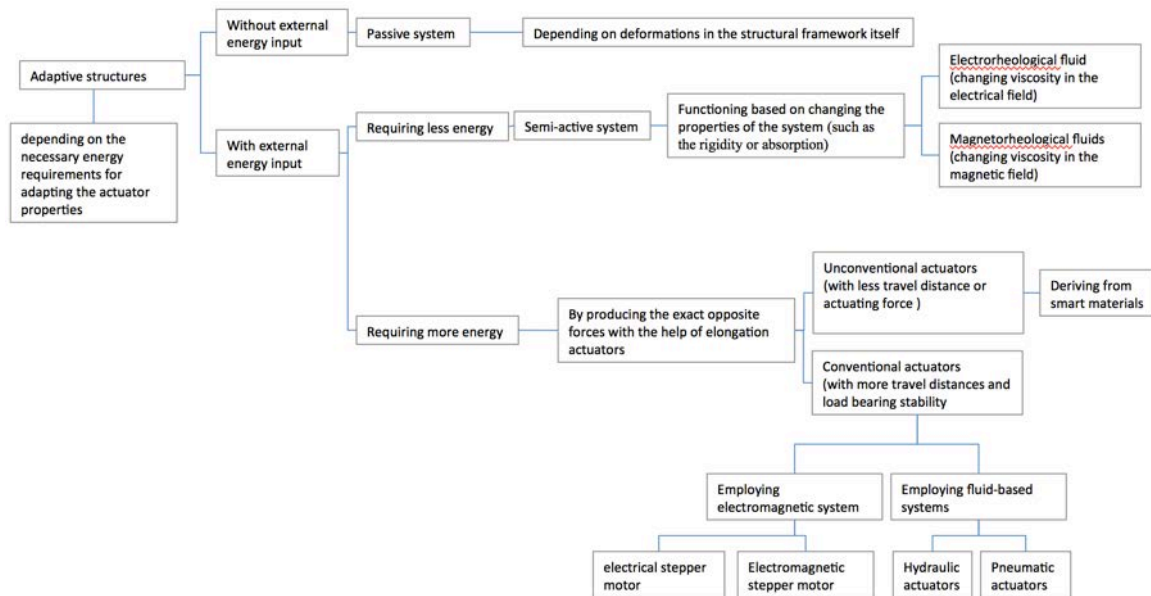 Without external
energy input
Passive system
Depending on deformations in the structural framework itself
Adaptive structures
depending on the
necessary energy
requirements for
adapting the actuator
properties
With external
energy input
Requiring less energy
Semi-active system
Functioning based on changing the
properties of the system (such as
the rigidity or absorption)
Electrorheological fluid
(changing viscosity in the
electrical field)
Magnetorheological fluids
(changing viscosity in the
magnetic field)
Requiring more energy
By producing the exact opposite
forces with the help of elongation
actuators
Unconventional actuators
(with less travel distance or
actuating force )
Deriving from
smart materials
Conventional actuators
(with more travel distances and
load bearing stability
Employing
electromagnetic system
Employing fluid-based
systems
electrical stepper
motor
Electromagnetic
stepper motor
Hydraulic
actuators
Pneumatic
actuators